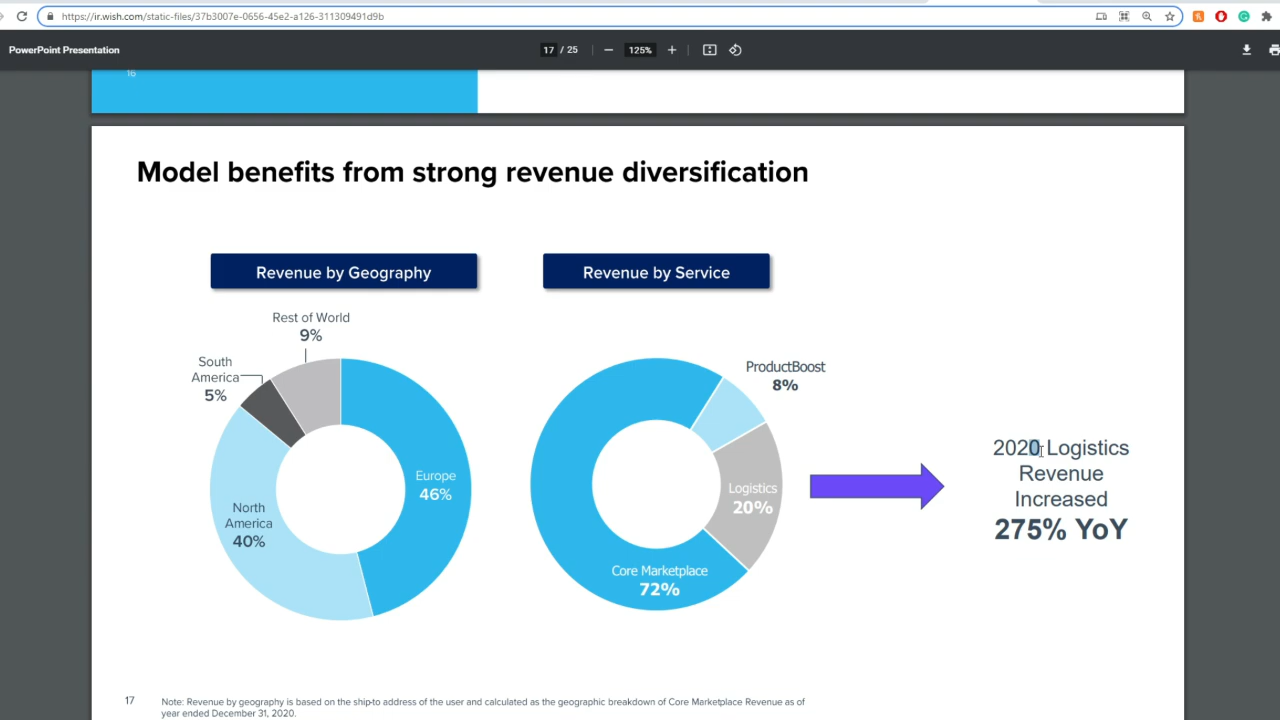 https://ir.wish.com/static-files/37b3007e-0656-45e2-a126-311309491d9b
PowerPoint Presentation
17 / 25
125%
16
Model benefits from strong revenue diversification
Revenue by Geography
Revenue by Service
Rest of World
9%
South
America
5%
Europe
46%
North
America
40%
ProductBoost
8%
Logistics
20%
Core Marketplace
72%
2020 Logistics
Revenue
Increased
275% YoY
17
Note: Revenue by geography is based on the ship-to address of the user and calculated as the geographic breakdown of Core Marketplace Revenue as of
year ended December 31, 2020.